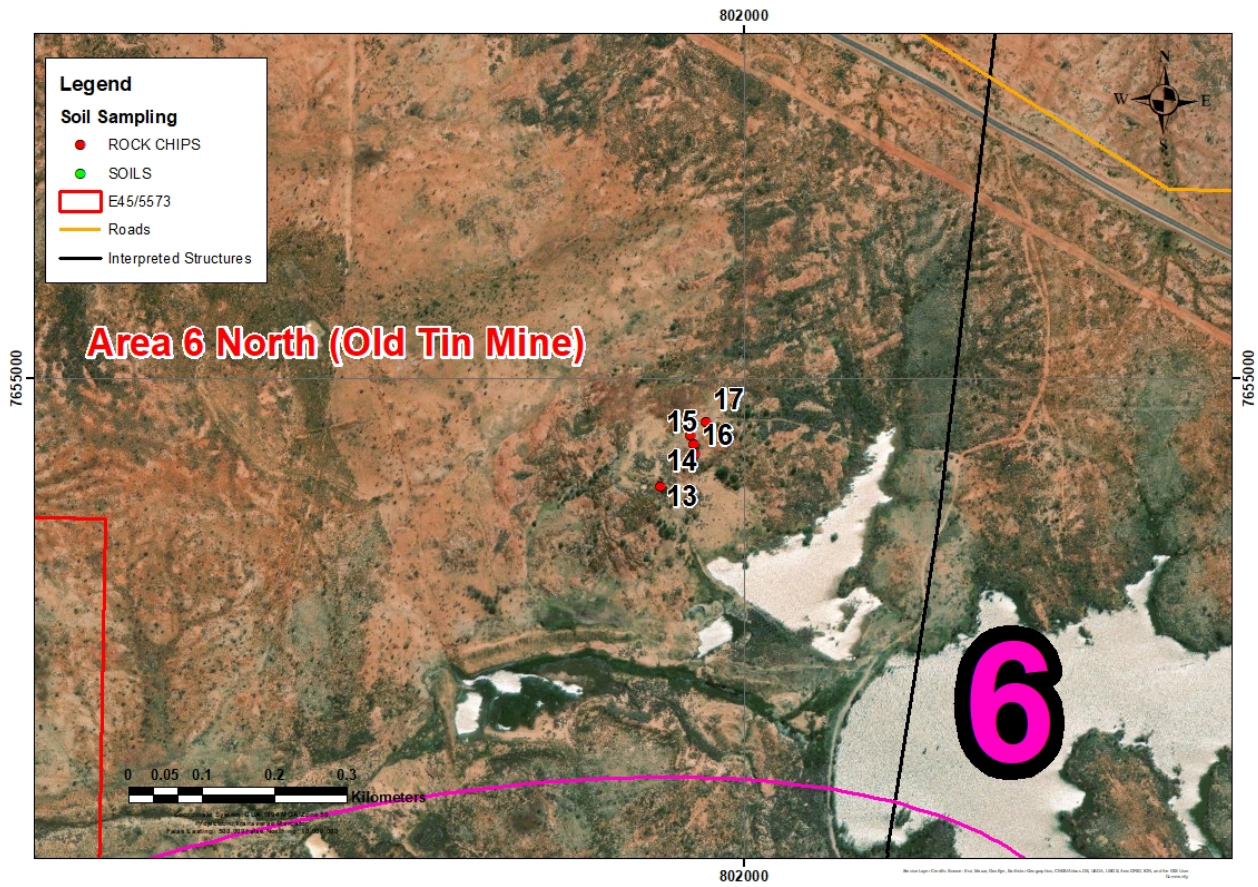 802000
Legend
Soil Sampling
ROCK CHIPS
SOILS
E45/5573
Roads
Interpreted Structures
N
W E
S
Area 6 North (Old Tin Mine)
7655000
7655000
17
15
16
14
13
6
0 0.05 0.1 0.2 0.3
Kilometers
802000